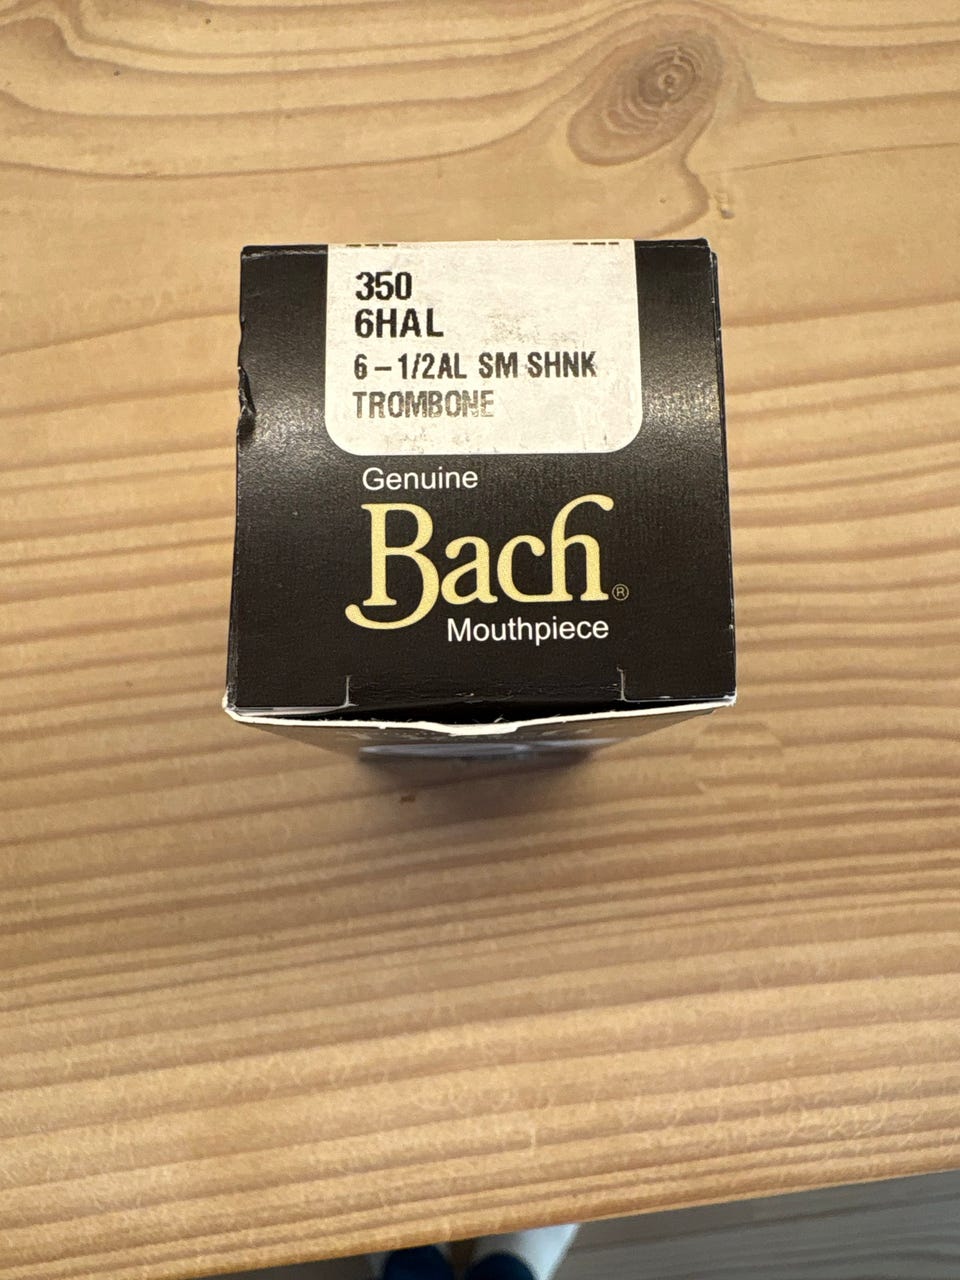 350
6HAL
6-1/2AL SM SHNK
TROMBONE
Genuine
Bach®
Mouthpiece